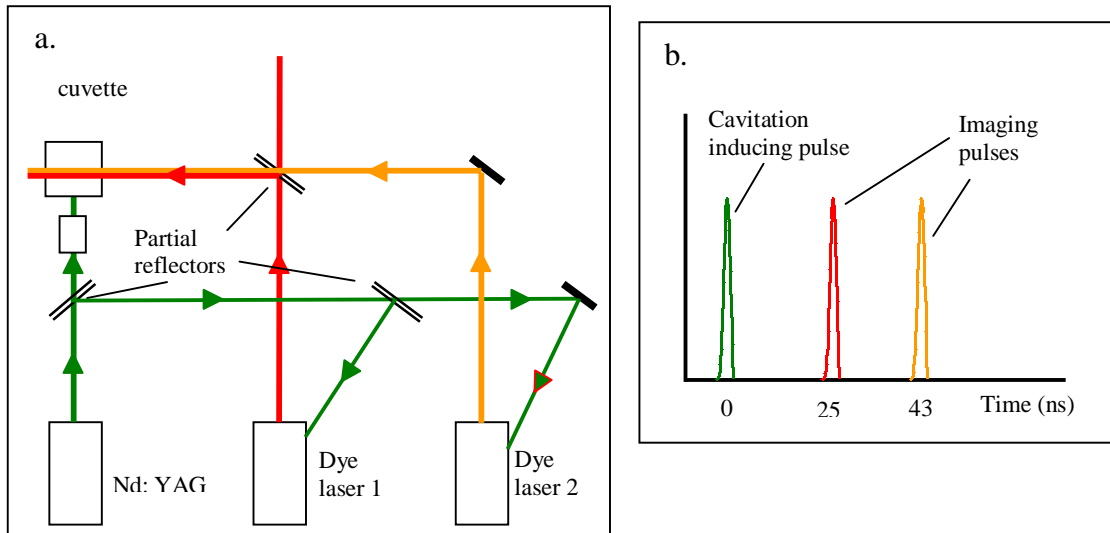 a.
cuvette
Partial
reflectors
Nd: YAG
Dye
laser 1
Dye
laser 2
b.
Cavitation
inducing pulse
Imaging
pulses
0
25
43
Time (ns)